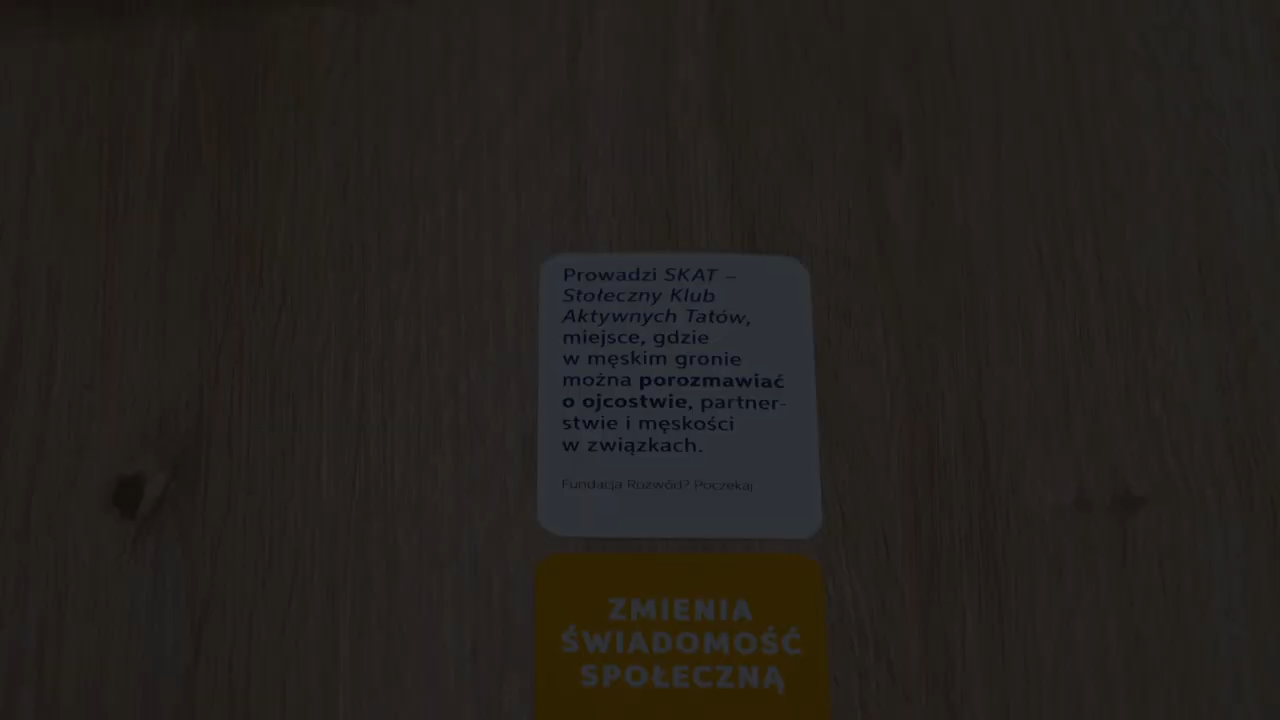 Prowadzi SKAT –
Stołeczny Klub
Aktywnych Tatów,
miejsce, gdzie
w męskim gronie
można porozmawiać
o ojcostwie, partner-
stwie i męskości
w związkach.
Fundacja Rozwód? Poczekaj
ZMIENIA
ŚWIADOMOŚĆ
SPOŁECZNĄ